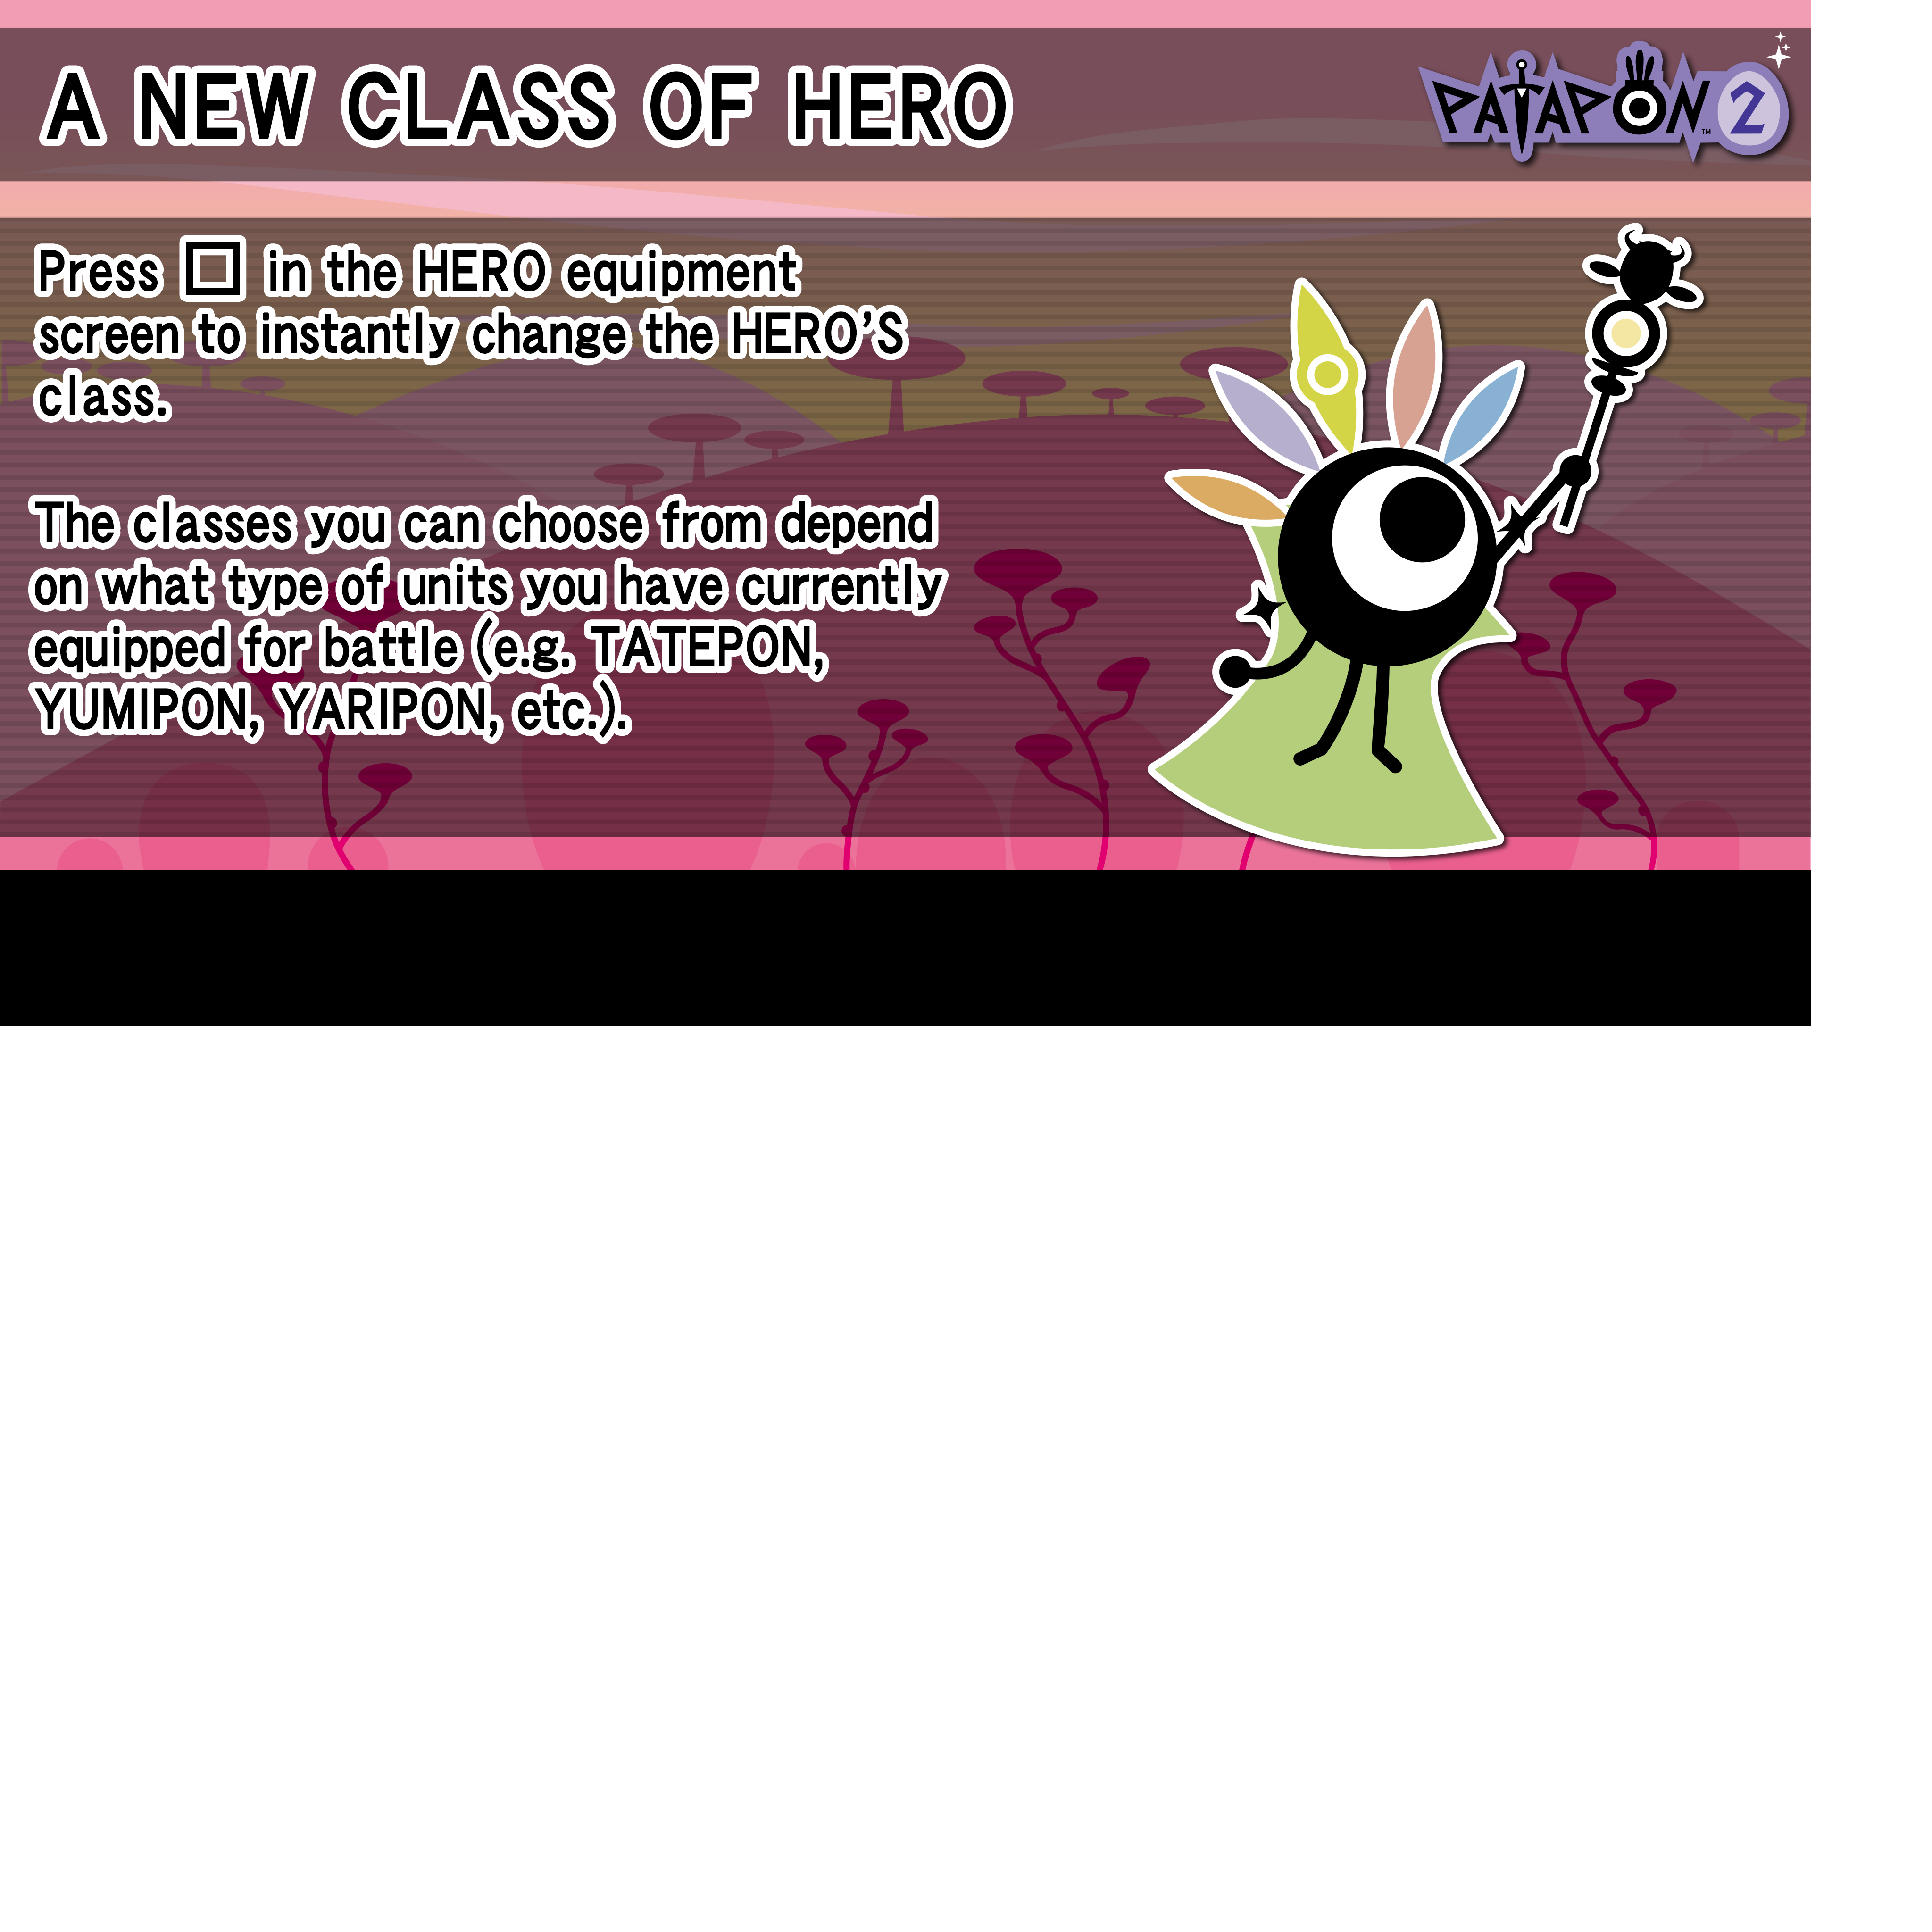 A NEW CLASS OF HERO
PATAPON™ 2
Press □ in the HERO equipment
screen to instantly change the HERO'S
class.
The classes you can choose from depend
on what type of units you have currently
equipped for battle (e.g. TATEPON,
YUMIPON, YARIPON, etc.).